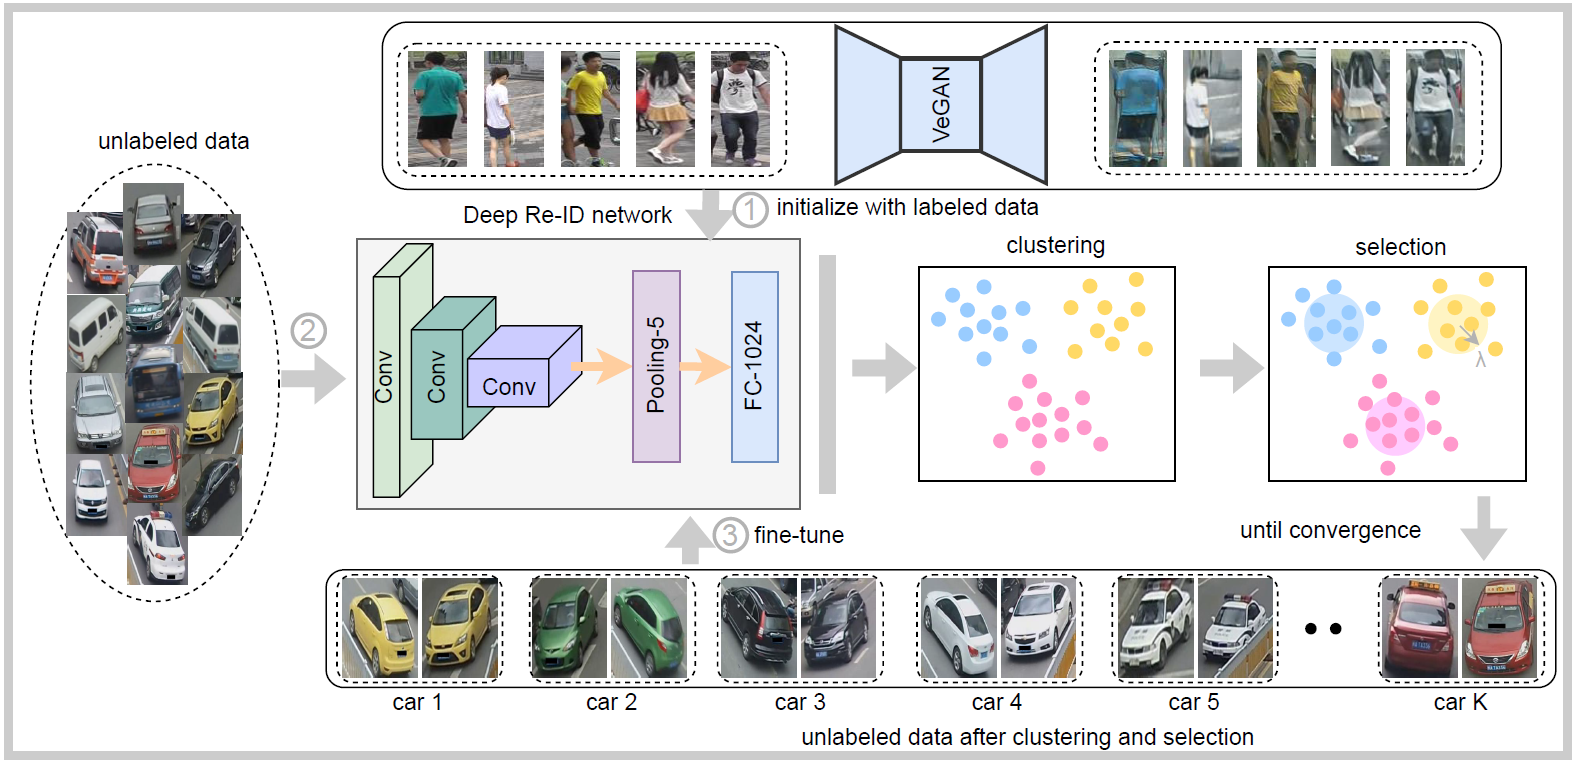 VeGAN
unlabeled data
Deep Re-ID network
1
initialize with labeled data
clustering
selection
2
Conv
Conv
Conv
Pooling-5
FC-1024
λ
3
fine-tune
until convergence
car 1
car 2
car 3
car 4
car 5
car K
unlabeled data after clustering and selection